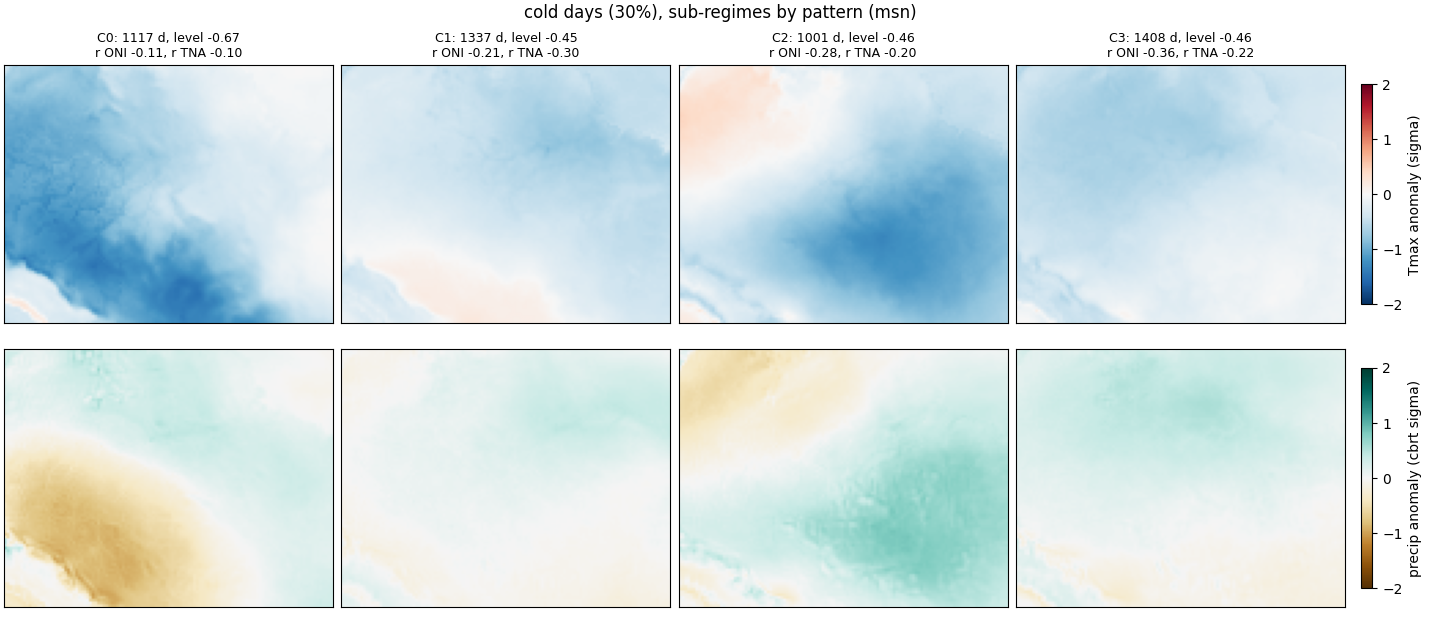 cold days (30%), sub-regimes by pattern (msn)
C0: 1117 d, level -0.67
r ONI -0.11, r TNA -0.10
C1: 1337 d, level -0.45
r ONI -0.21, r TNA -0.30
C2: 1001 d, level -0.46
r ONI -0.28, r TNA -0.20
C3: 1408 d, level -0.46
r ONI -0.36, r TNA -0.22
2
1
0
−1
−2
Tmax anomaly (sigma)
2
1
0
−1
−2
precip anomaly (cbrt sigma)